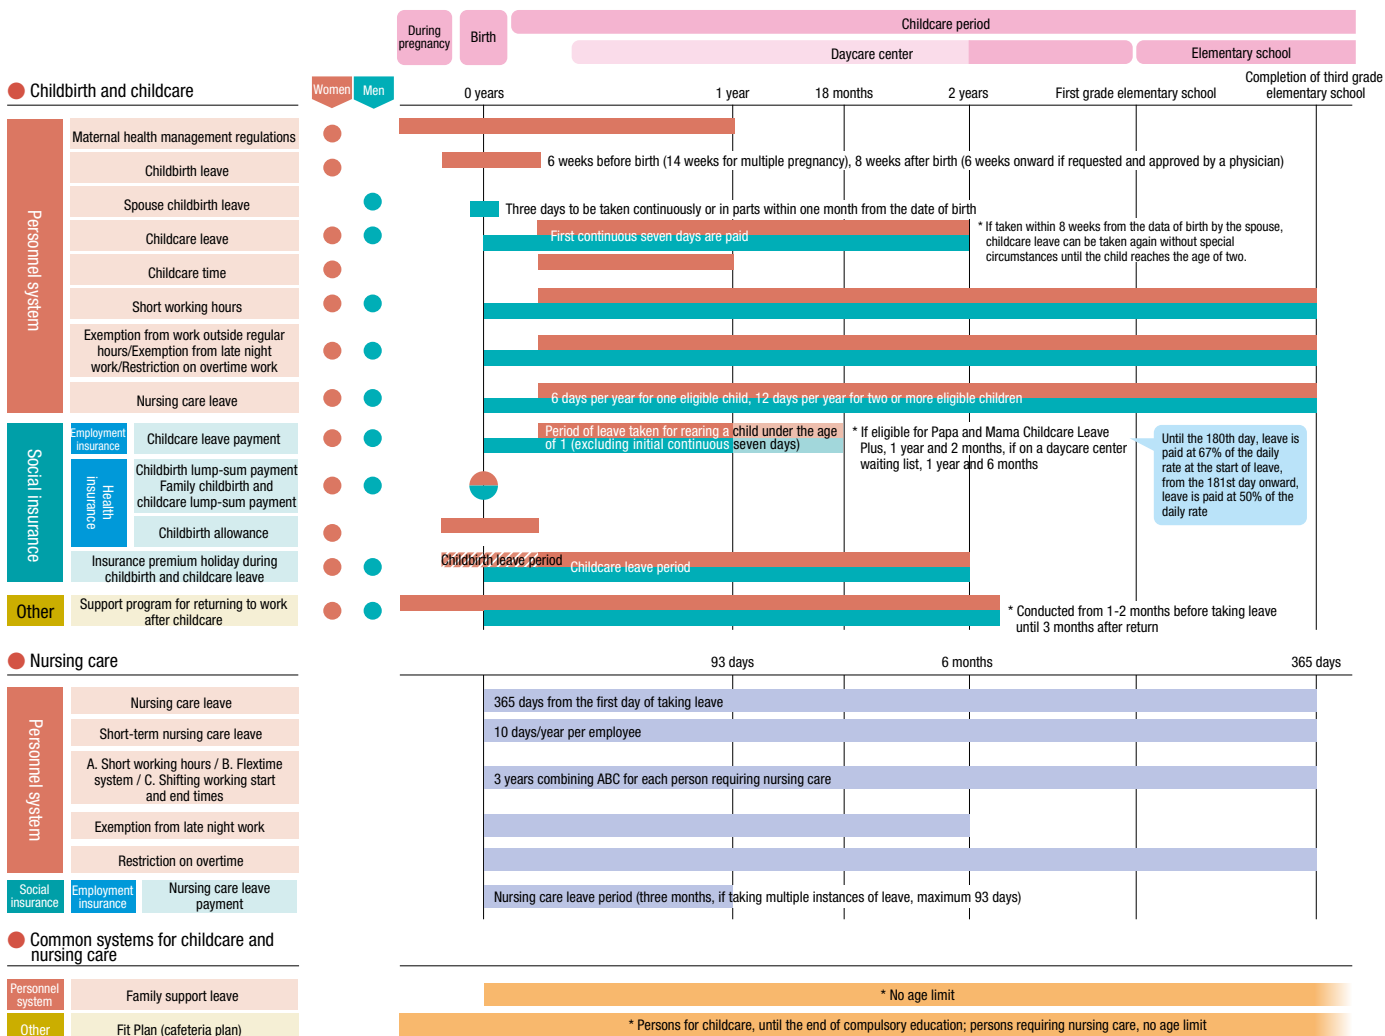 During
pregnancy
Birth
Childcare period
Daycare center
Elementary school
Childbirth and childcare
Women
Men
0 years
1 year
18 months
2 years
First grade elementary school
Completion of third grade
elementary school
Personnel system
Maternal health management regulations
Childbirth leave
6 weeks before birth (14 weeks for multiple pregnancy), 8 weeks after birth (6 weeks onward if requested and approved by a physician)
Spouse childbirth leave
Three days to be taken continuously or in parts within one month from the date of birth
Childcare leave
First continuous seven days are paid
* If taken within 8 weeks from the data of birth by the spouse,
childcare leave can be taken again without special
circumstances until the child reaches the age of two.
Childcare time
Short working hours
Exemption from work outside regular
hours/Exemption from late night
work/Restriction on overtime work
Nursing care leave
6 days per year for one eligible child, 12 days per year for two or more eligible children
Social insurance
Employment
insurance
Childcare leave payment
Period of leave taken for rearing a child under the age
of 1 (excluding initial continuous seven days)
* If eligible for Papa and Mama Childcare Leave
Plus, 1 year and 2 months, if on a daycare center
waiting list, 1 year and 6 months
Until the 180th day, leave is
paid at 67% of the daily
rate at the start of leave,
from the 181st day onward,
leave is paid at 50% of the
daily rate
Health
insurance
Childbirth lump-sum payment
Family childbirth and
childcare lump-sum payment
Childbirth allowance
Insurance premium holiday during
childbirth and childcare leave
Childbirth leave period
Childcare leave period
Other
Support program for returning to work
after childcare
* Conducted from 1-2 months before taking leave
until 3 months after return
Nursing care
93 days
6 months
365 days
Personnel system
Nursing care leave
365 days from the first day of taking leave
Short-term nursing care leave
10 days/year per employee
A. Short working hours / B. Flextime
system / C. Shifting working start
and end times
3 years combining ABC for each person requiring nursing care
Exemption from late night work
Restriction on overtime
Social
insurance
Employment
insurance
Nursing care leave
payment
Nursing care leave period (three months, if taking multiple instances of leave, maximum 93 days)
Common systems for childcare and
nursing care
Personnel
system
Family support leave
* No age limit
Other
Fit Plan (cafeteria plan)
* Persons for childcare, until the end of compulsory education; persons requiring nursing care, no age limit